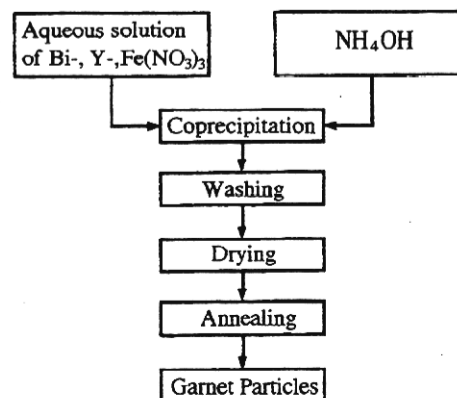 Aqueous solution
of Bi-, Y-,Fe(NO3)3
NH4OH
Coprecipitation
Washing
Drying
Annealing
Garnet Particles